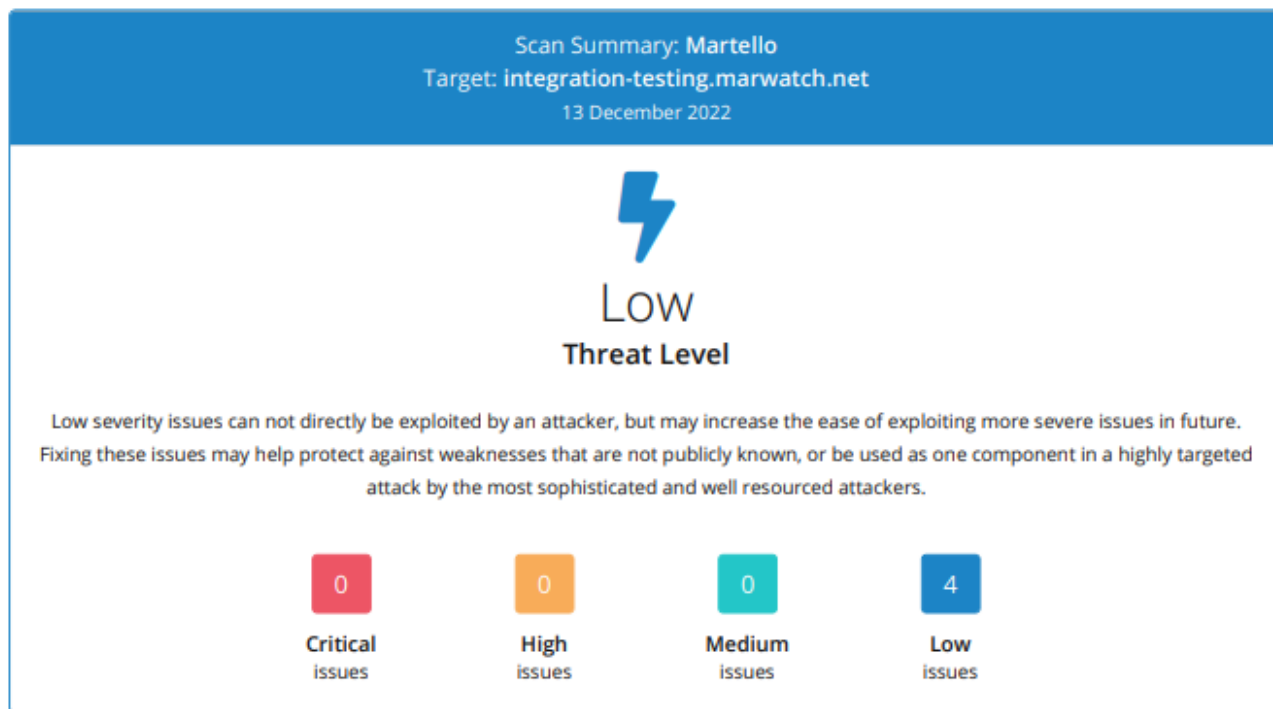 Scan Summary: Martello
Target: integration-testing.marwatch.net
13 December 2022
Low
Threat Level
Low severity issues can not directly be exploited by an attacker, but may increase the ease of exploiting more severe issues in future.
Fixing these issues may help protect against weaknesses that are not publicly known, or be used as one component in a highly targeted
attack by the most sophisticated and well resourced attackers.
0 0 0 4
Critical High Medium Low
issues issues issues issues